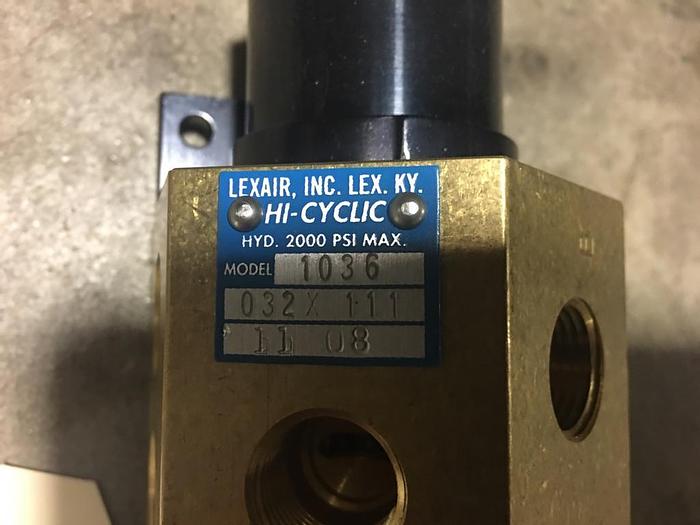 LEXAIR, INC. LEX. KY.
HI-CYCLIC
HYD. 2000 PSI MAX.
MODEL 1036
032X 111
11 08
E